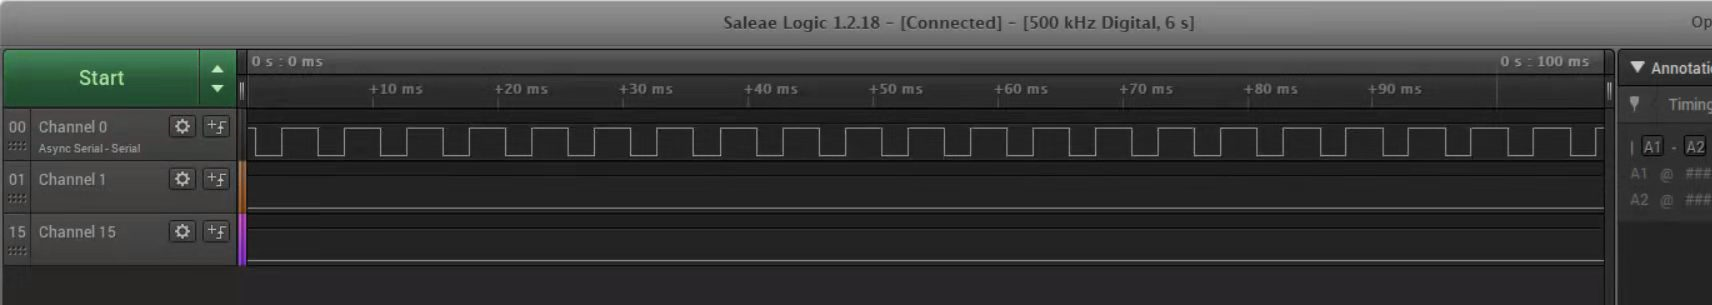 Saleae Logic 1.2.18 - [Connected] - [500 kHz Digital, 6 s]
Op
Start
0 s : 0 ms
0 s : 100 ms
+10 ms
+20 ms
+30 ms
+40 ms
+50 ms
+60 ms
+70 ms
+80 ms
+90 ms
Annotati
Timing
00
Channel 0
Async Serial - Serial
A1 - A2
01
Channel 1
A1 @ ###
A2 @ ###
15
Channel 15